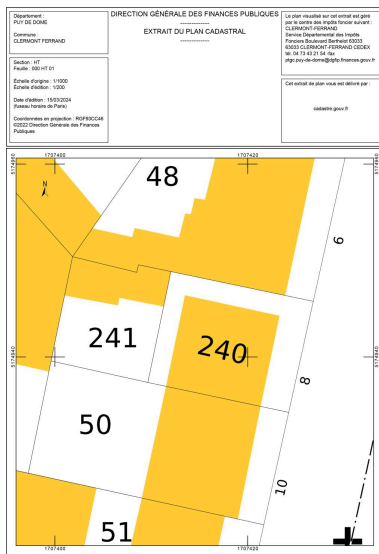 Département :
PUY DE DOME
Commune :
CLERMONT FERRAND
Section : HT
Feuille : 000 HT 01
Échelle d'origine : 1/1000
Échelle d'édition : 1/200
Date d'édition : 15/03/2024
(fuseau horaire de Paris)
Coordonnées en projection : RGF93CC46
©2022 Direction Générale des Finances
Publiques
DIRECTION GÉNÉRALE DES FINANCES PUBLIQUES
---------------
EXTRAIT DU PLAN CADASTRAL
---------------
Le plan visualisé sur cet extrait est géré
par le centre des impôts foncier suivant :
CLERMONT-FERRAND
Service Départemental des Impôts
Fonciers Boulevard Berthelot 63033
63033 CLERMONT-FERRAND CEDEX
tél. 04 73 43 21 54 -fax
ptgc.puy-de-dome@dgfip.finances.gouv.fr
Cet extrait de plan vous est délivré par :
cadastre.gouv.fr
1707400
1707420
5174960
5174960
N
48
6
241
240
5174940
5174940
8
50
10
51
1707400
1707420